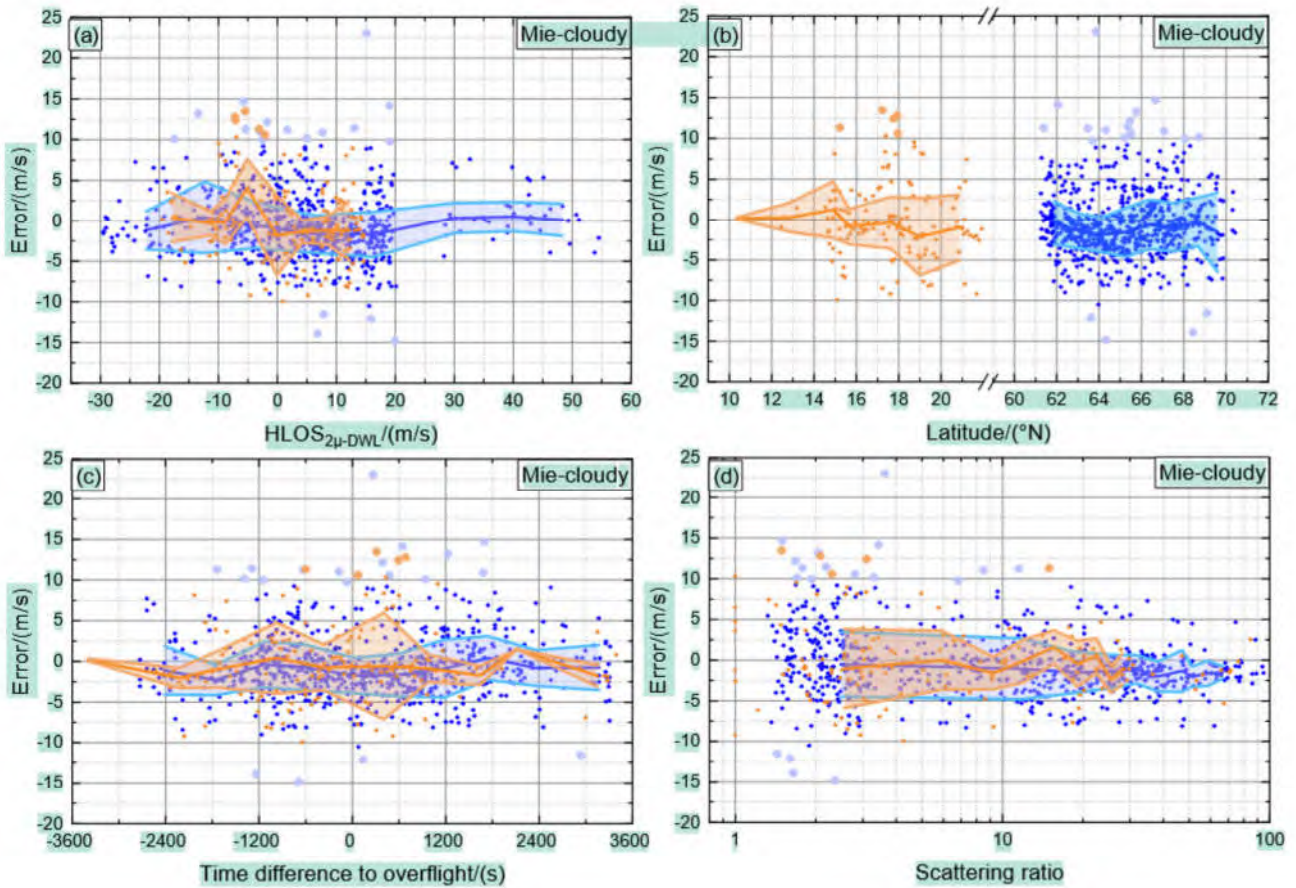 (a)
Mie-cloudy
25
20
15
10
5
0
-5
-10
-15
-20
Error/(m/s)
-30 -20 -10 0 10 20 30 40 50 60
HLOS2μ-DWL/(m/s)
(b)
Mie-cloudy
25
20
15
10
5
0
-5
-10
-15
-20
Error/(m/s)
10 12 14 16 18 20 60 62 64 66 68 70 72
Latitude/(°N)
(c)
Mie-cloudy
25
20
15
10
5
0
-5
-10
-15
-20
Error/(m/s)
-3600 -2400 -1200 0 1200 2400 3600
Time difference to overflight/(s)
(d)
Mie-cloudy
25
20
15
10
5
0
-5
-10
-15
-20
Error/(m/s)
1 10 100
Scattering ratio